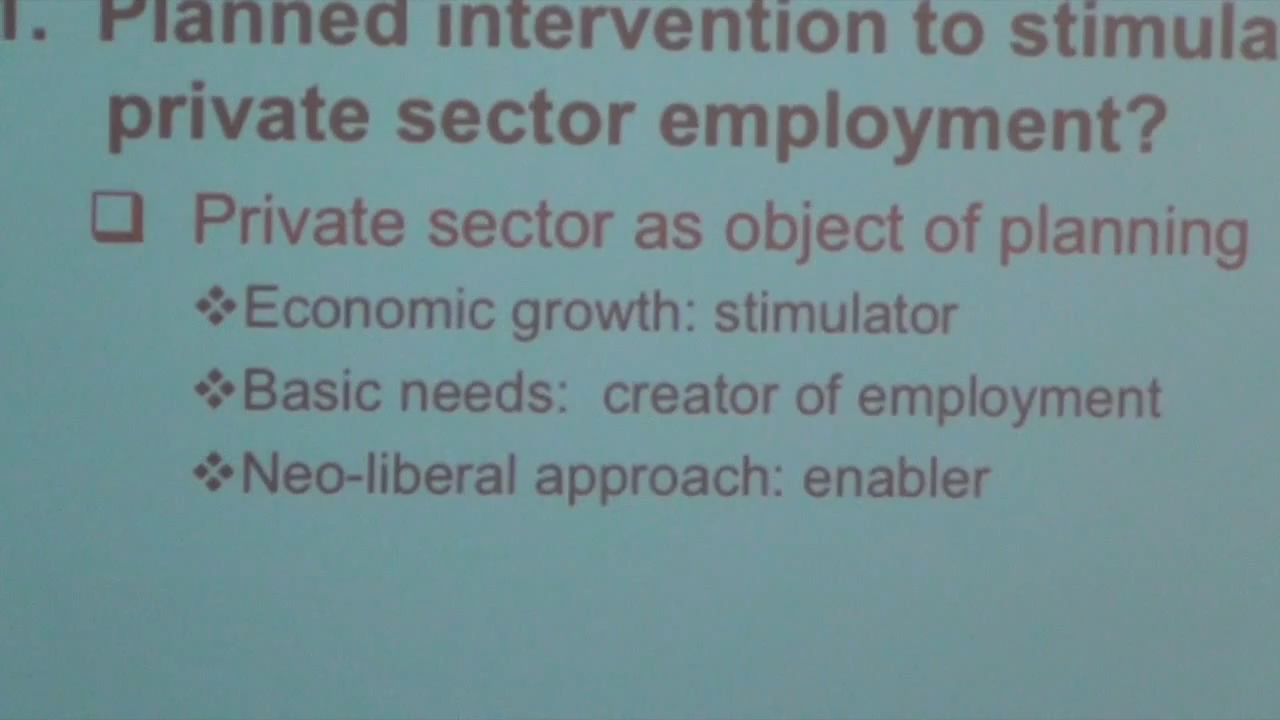 1. Planned intervention to stimula
private sector employment?
❑ Private sector as object of planning
❖Economic growth: stimulator
❖Basic needs: creator of employment
❖Neo-liberal approach: enabler